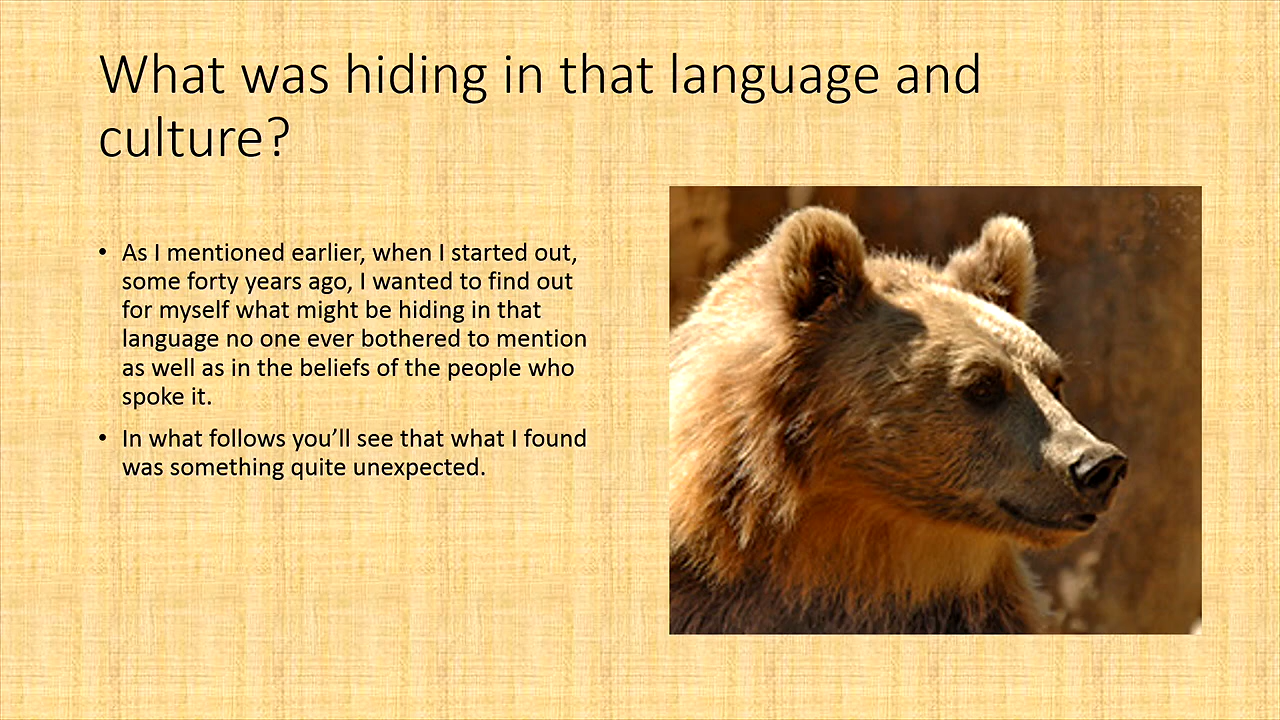 What was hiding in that language and
culture?
• As I mentioned earlier, when I started out,
some forty years ago, I wanted to find out
for myself what might be hiding in that
language no one ever bothered to mention
as well as in the beliefs of the people who
spoke it.
• In what follows you’ll see that what I found
was something quite unexpected.